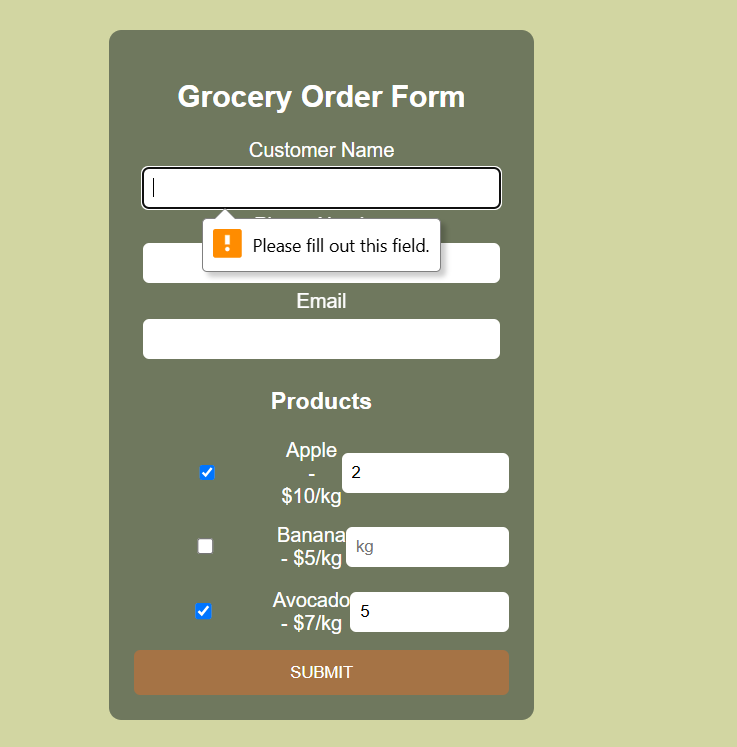 Grocery Order Form
Customer Name
Please fill out this field.
Email
Products
Apple
-
$10/kg
2
Banana
- $5/kg
kg
Avocado
- $7/kg
5
SUBMIT